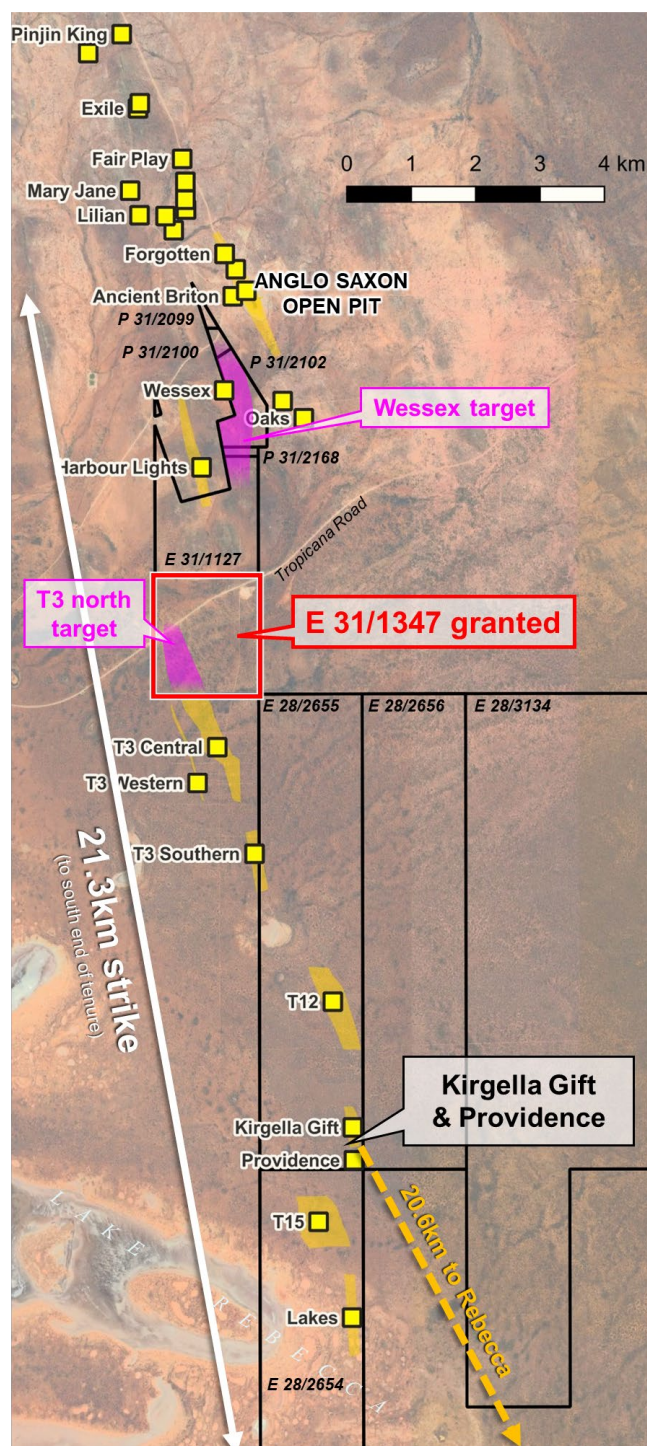 Pinjin King
Exile
Fair Play
0 1 2 3 4 km
Mary Jane
Lilian
Forgotten
ANGLO SAXON
OPEN PIT
Ancient Briton
P 31/2099
P 31/2100
P 31/2102
Wessex
Wessex target
Oaks
P 31/2168
Harbour Lights
Tropicana Road
E 31/1127
T3 north
target
E 31/1347 granted
E 28/2655
E 28/2656
E 28/3134
T3 Central
T3 Western
T3 Southern
21.3km strike
(to south end of tenure)
T12
Kirgella Gift
& Providence
Kirgella Gift
Providence
20.6km to Rebecca
T15
LAKE REBECCA
Lakes
E 28/2654